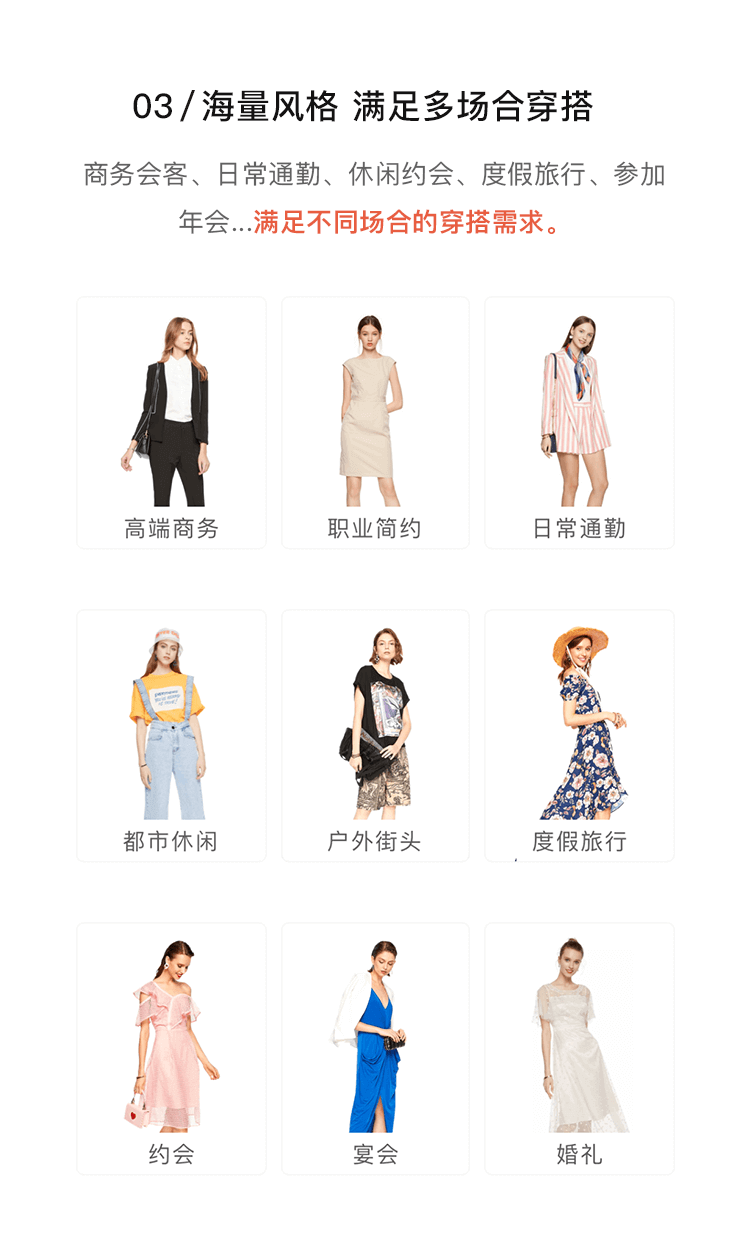 03/海量风格 满足多场合穿搭
商务会客、日常通勤、休闲约会、度假旅行、参加
年会...满足不同场合的穿搭需求。
高端商务
职业简约
日常通勤
都市休闲
户外街头
度假旅行
约会
宴会
婚礼